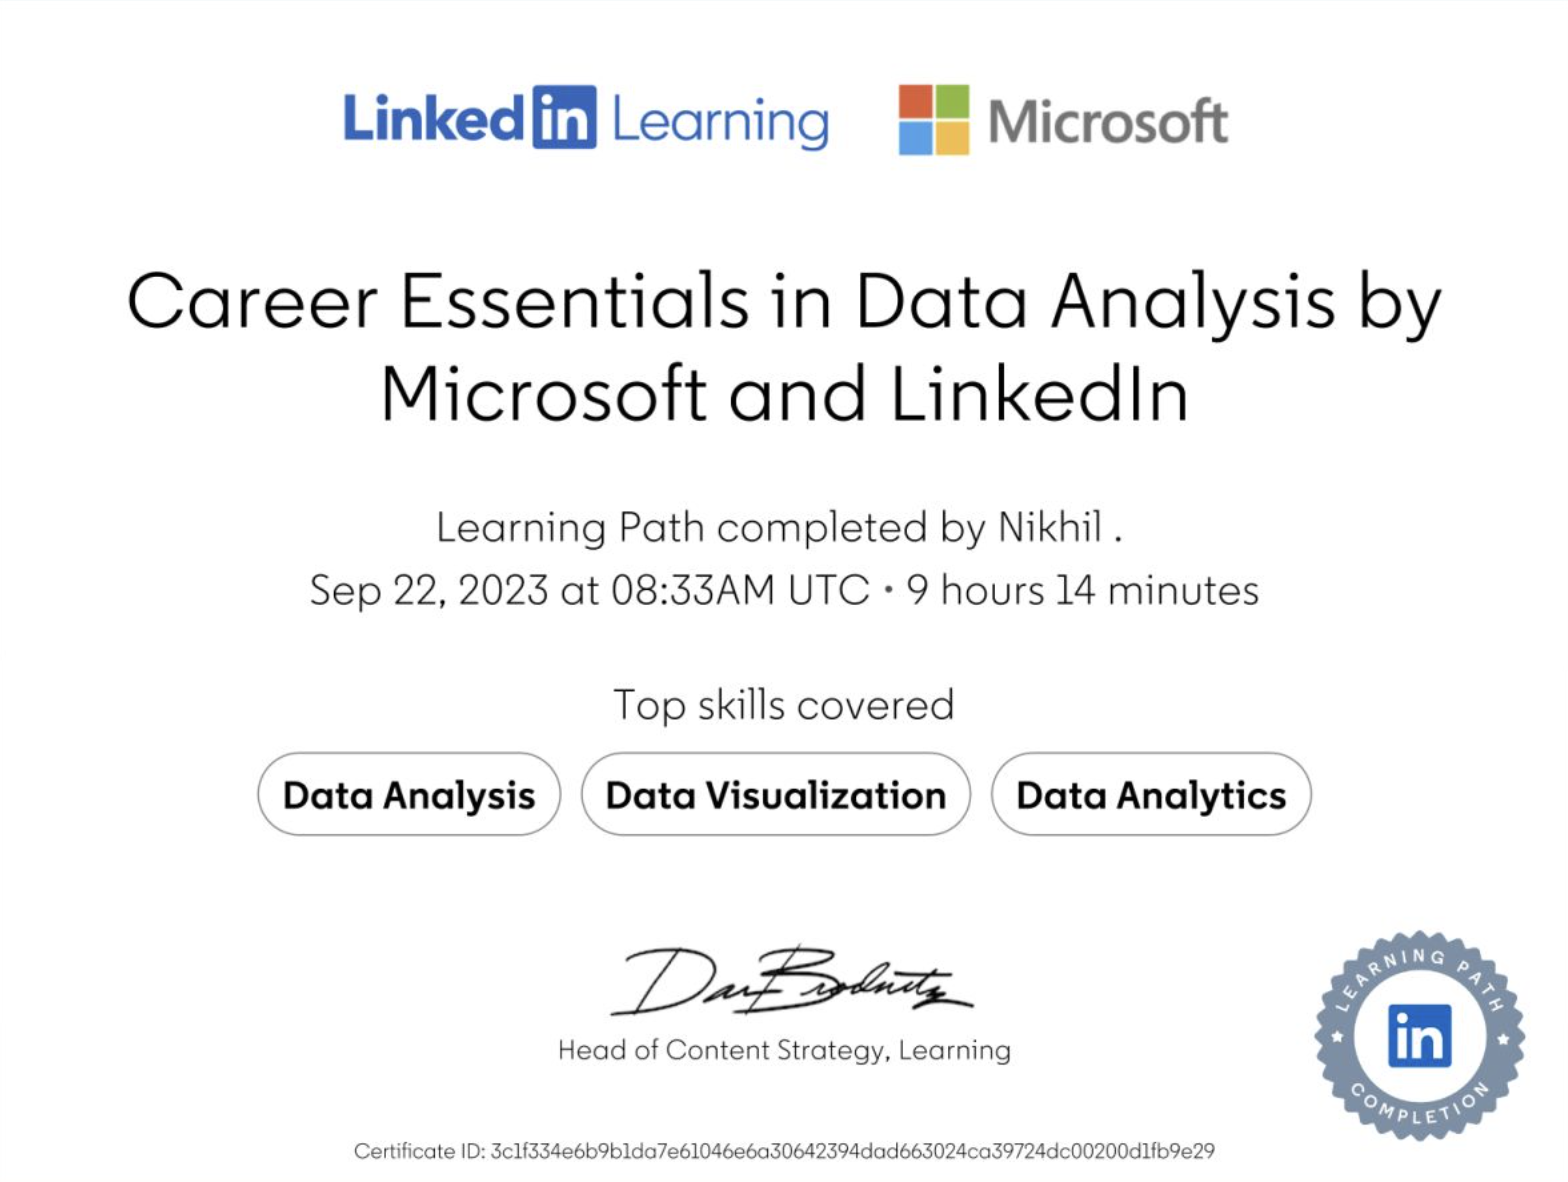 Linked in Learning
Microsoft
Career Essentials in Data Analysis by
Microsoft and LinkedIn
Learning Path completed by Nikhil .
Sep 22, 2023 at 08:33AM UTC • 9 hours 14 minutes
Top skills covered
Data Analysis
Data Visualization
Data Analytics
Dan Brodnitz
Head of Content Strategy, Learning
LEARNING PATH
in
COMPLETION
Certificate ID: 3c1f334e6b9b1da7e61046e6a30642394dad663024ca39724dc00200d1fb9e29